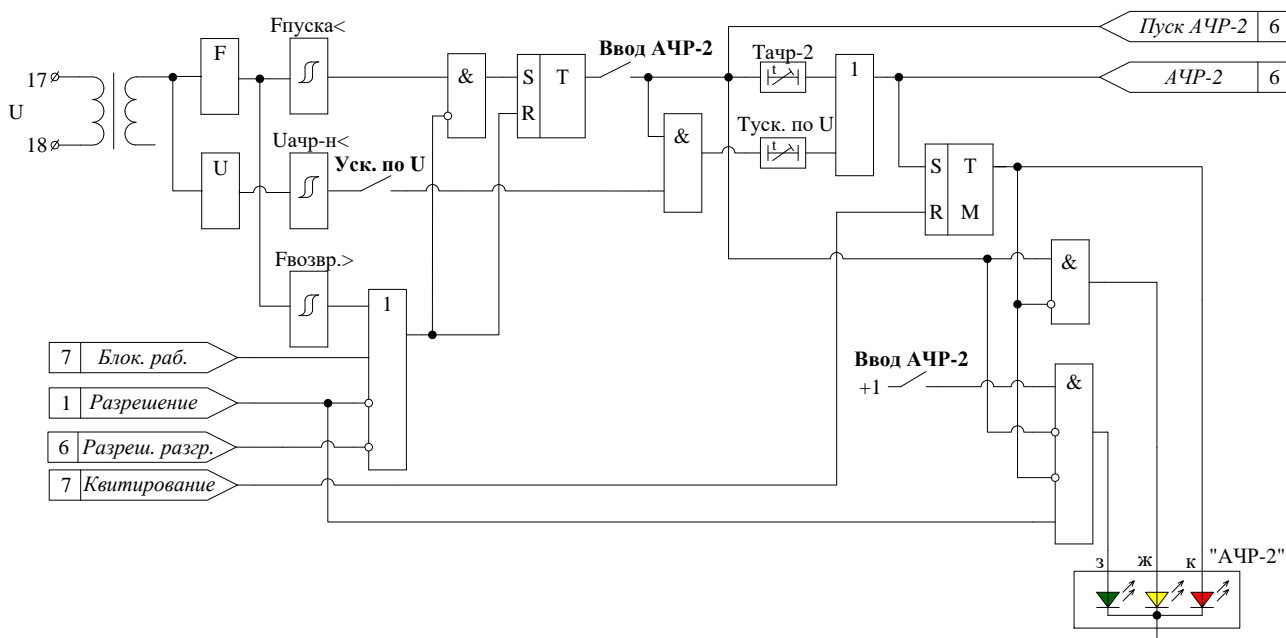 Fпуска<
Пуск АЧР-2 6
Ввод АЧР-2
F
Тачр-2
17
&
S T
1
АЧР-2 6
U
R
Uачр-н<
Туск. по U
18
U
Уск. по U
&
S T
R М
Fвозвр.>
&
1
7 Блок. раб.
Ввод АЧР-2
+1
&
1 Разрешение
6 Разреш. разгр.
7 Квитирование
з ж к "АЧР-2"
t
t